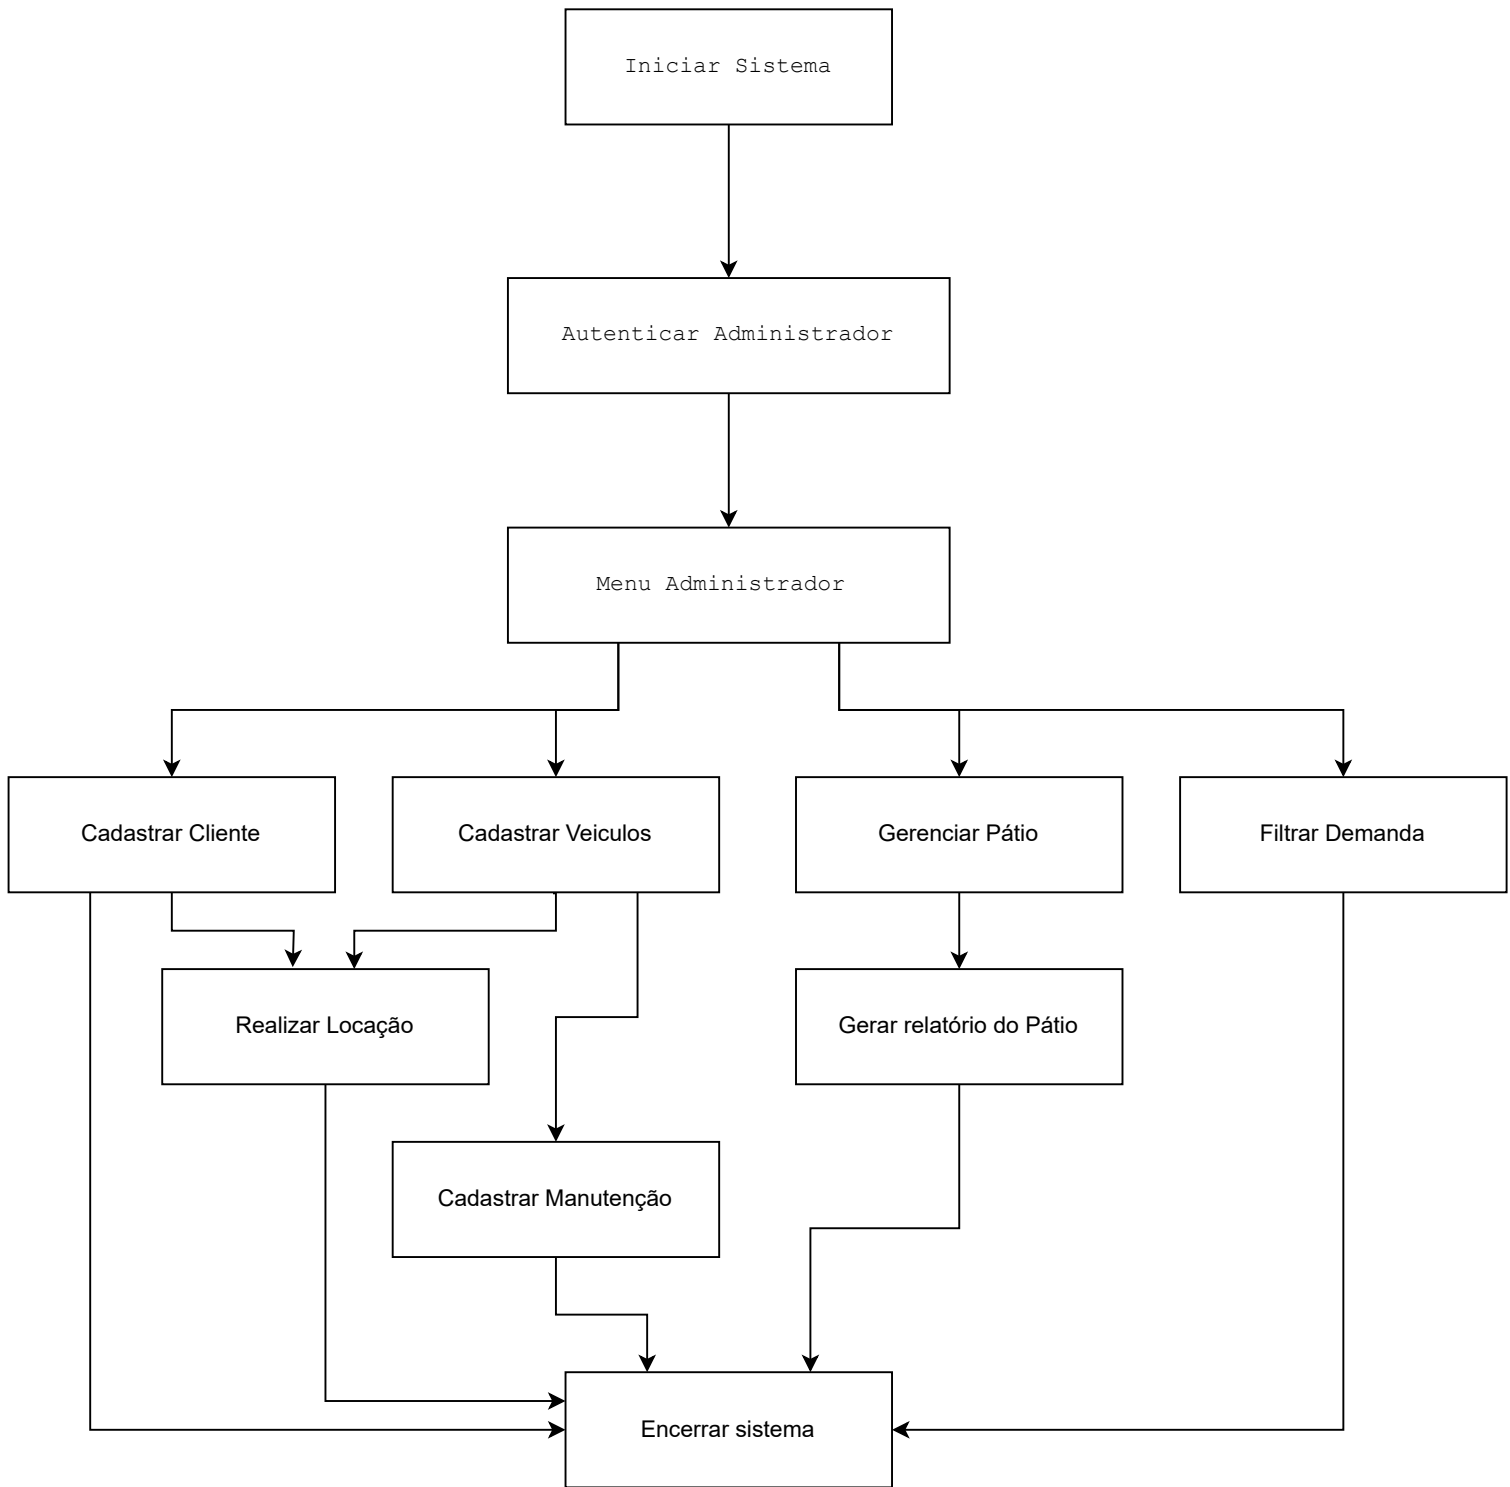 Iniciar Sistema
Autenticar Administrador
Menu Administrador
Cadastrar Cliente
Cadastrar Veiculos
Gerenciar Pátio
Filtrar Demanda
Realizar Locação
Gerar relatório do Pátio
Cadastrar Manutenção
Encerrar sistema